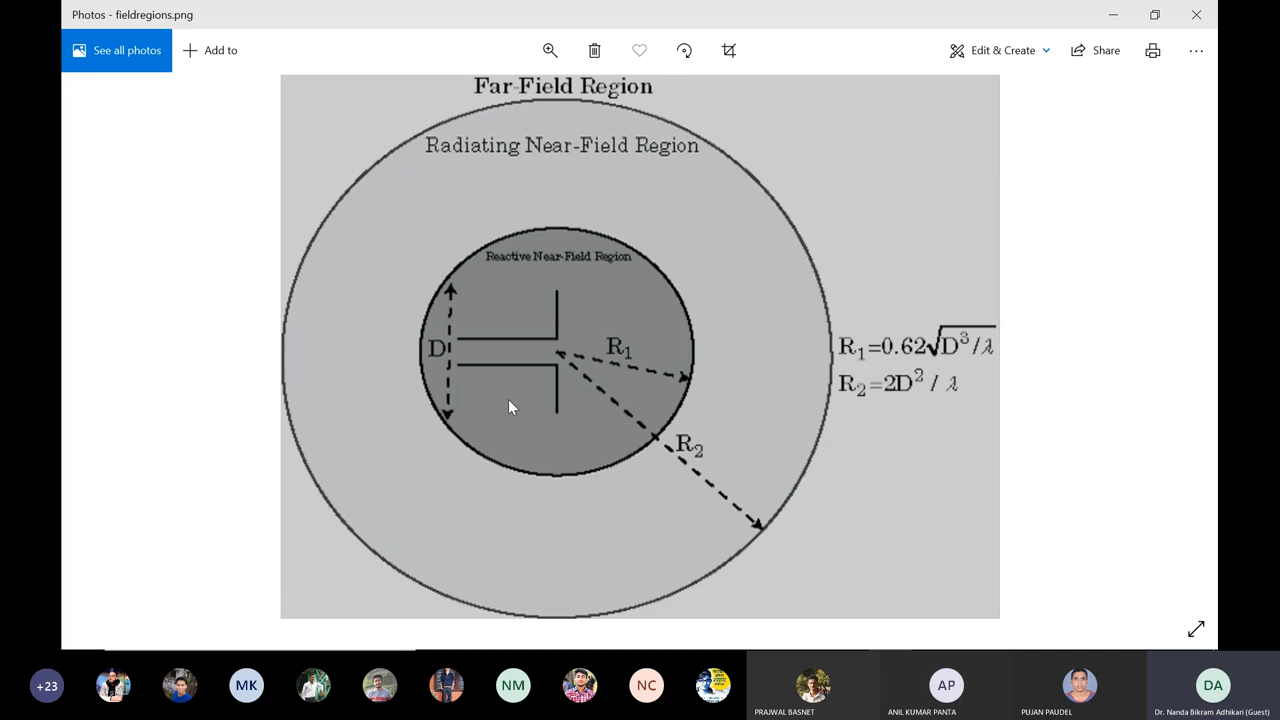 Photos - fieldregions.png
See all photos
Add to
Edit & Create
Share
Far-Field Region
Radiating Near-Field Region
Reactive Near-Field Region
D
R₁
R₂
R₁=0.62√D³/λ
R₂=2D² / λ
+23
MK
NM
NC
AP
DA
PRAJWAL BASNET
ANIL KUMAR PANTA
PUJAN PAUDEL
Dr. Nanda Bikram Adhikari (Guest)